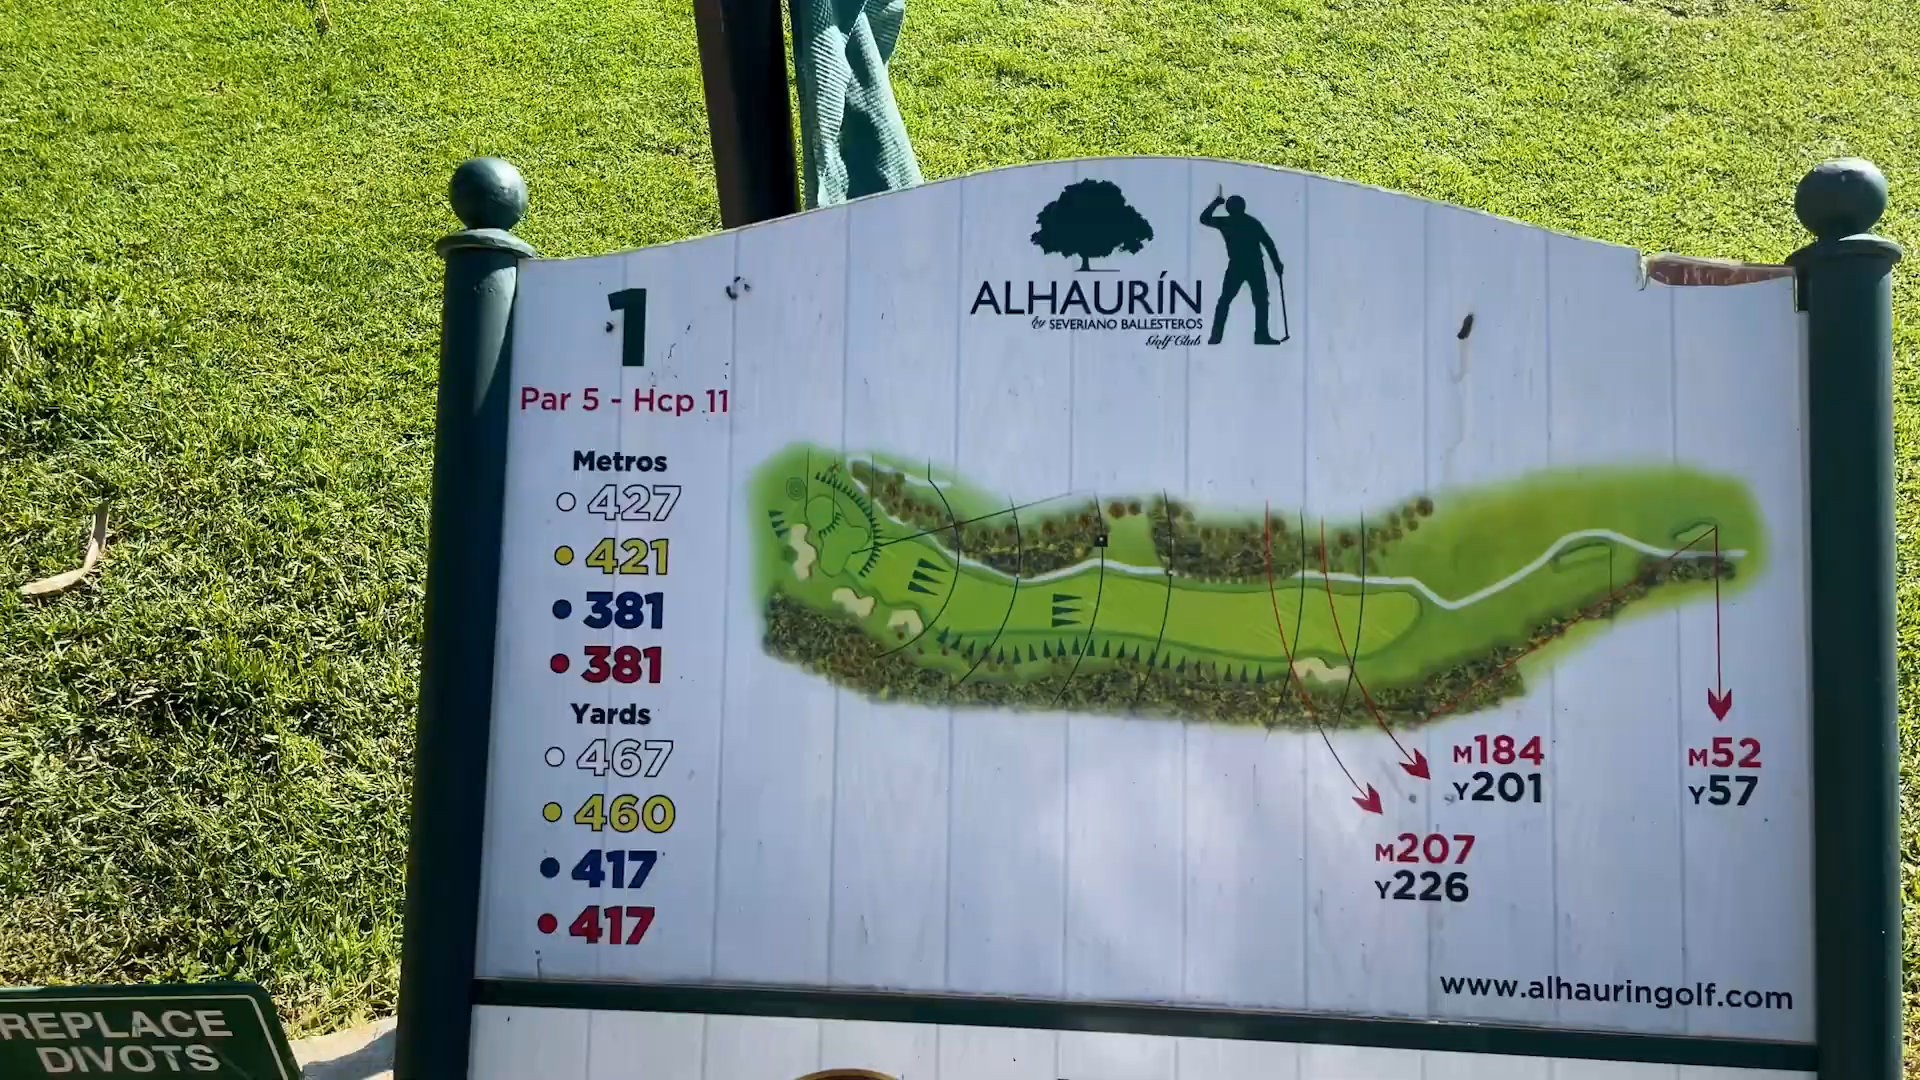 ALHAURÍN
by SEVERIANO BALLESTEROS
Golf Club
1
Par 5 - Hcp 11
Metros
427
421
381
381
Yards
467
460
417
417
M184
Y201
M52
Y57
M207
Y226
www.alhauringolf.com
REPLACE
DIVOTS